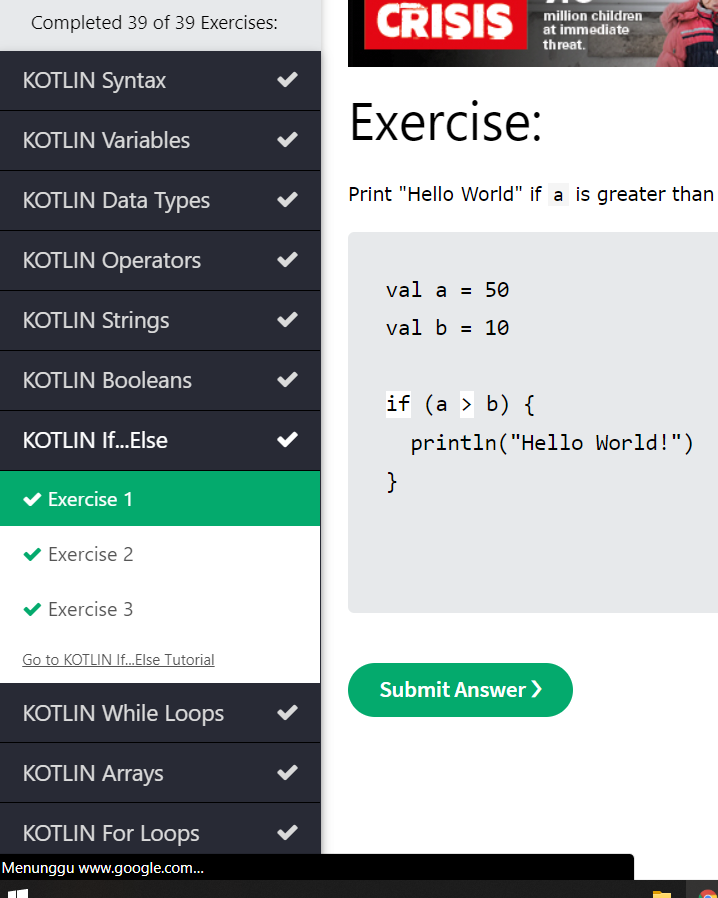 Completed 39 of 39 Exercises:
KOTLIN Syntax
KOTLIN Variables
KOTLIN Data Types
KOTLIN Operators
KOTLIN Strings
KOTLIN Booleans
KOTLIN If...Else
Exercise 1
Exercise 2
Exercise 3
Go to KOTLIN If...Else Tutorial
KOTLIN While Loops
KOTLIN Arrays
KOTLIN For Loops
Menunggu www.google.com...
CRISIS
million children
at immediate
threat.
Exercise:
Print "Hello World" if a is greater than
val a = 50
val b = 10
if (a > b) {
println("Hello World!")
}
Submit Answer ❯